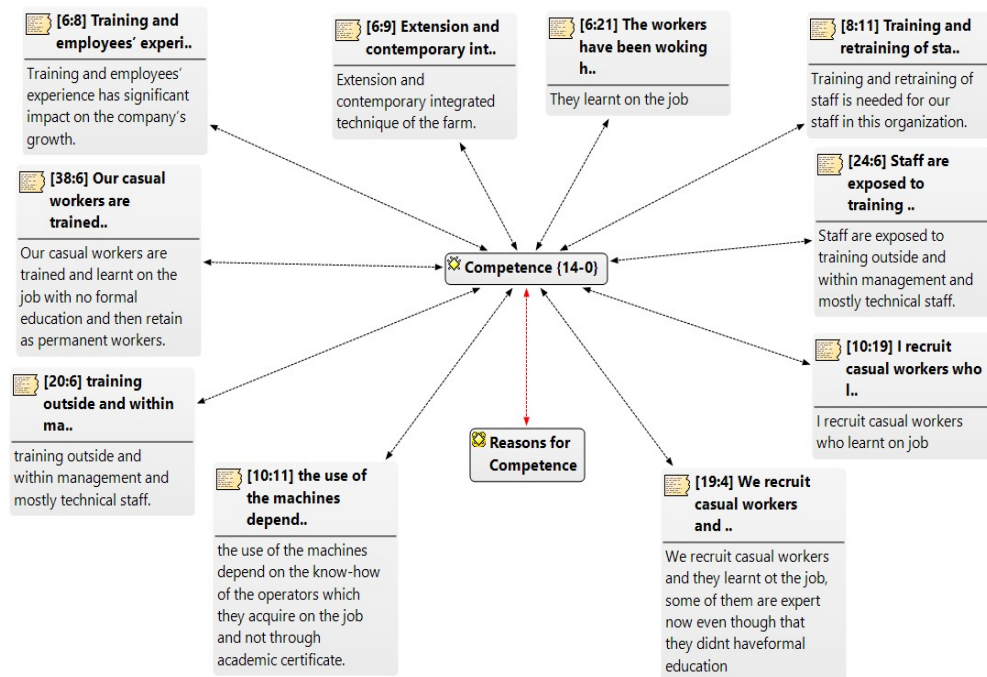 [6:8] Training and
employees' experi..
Training and employees'
experience has significant
impact on the company's
growth.
[6:9] Extension and
contemporary int..
Extension and
contemporary integrated
technique of the farm.
[6:21] The workers
have been woking
h..
They learnt on the job
[8:11] Training and
retraining of sta..
Training and retraining of
staff is needed for our
staff in this organization.
[38:6] Our casual
workers are
trained..
Our casual workers are
trained and learnt on the
job with no formal
education and then retain
as permanent workers.
[24:6] Staff are
exposed to
training ..
Staff are exposed to
training outside and
within management and
mostly technical staff.
Competence {14-0}
[10:19] I recruit
casual workers who
l..
I recruit casual workers
who learnt on job
[20:6] training
outside and within
ma..
training outside and
within management and
mostly technical staff.
Reasons for
Competence
[10:11] the use of
the machines
depend..
the use of the machines
depend on the know-how
of the operators which
they acquire on the job
and not through
academic certificate.
[19:4] We recruit
casual workers
and ..
We recruit casual workers
and they learnt ot the job,
some of them are expert
now even though that
they didnt haveformal
education